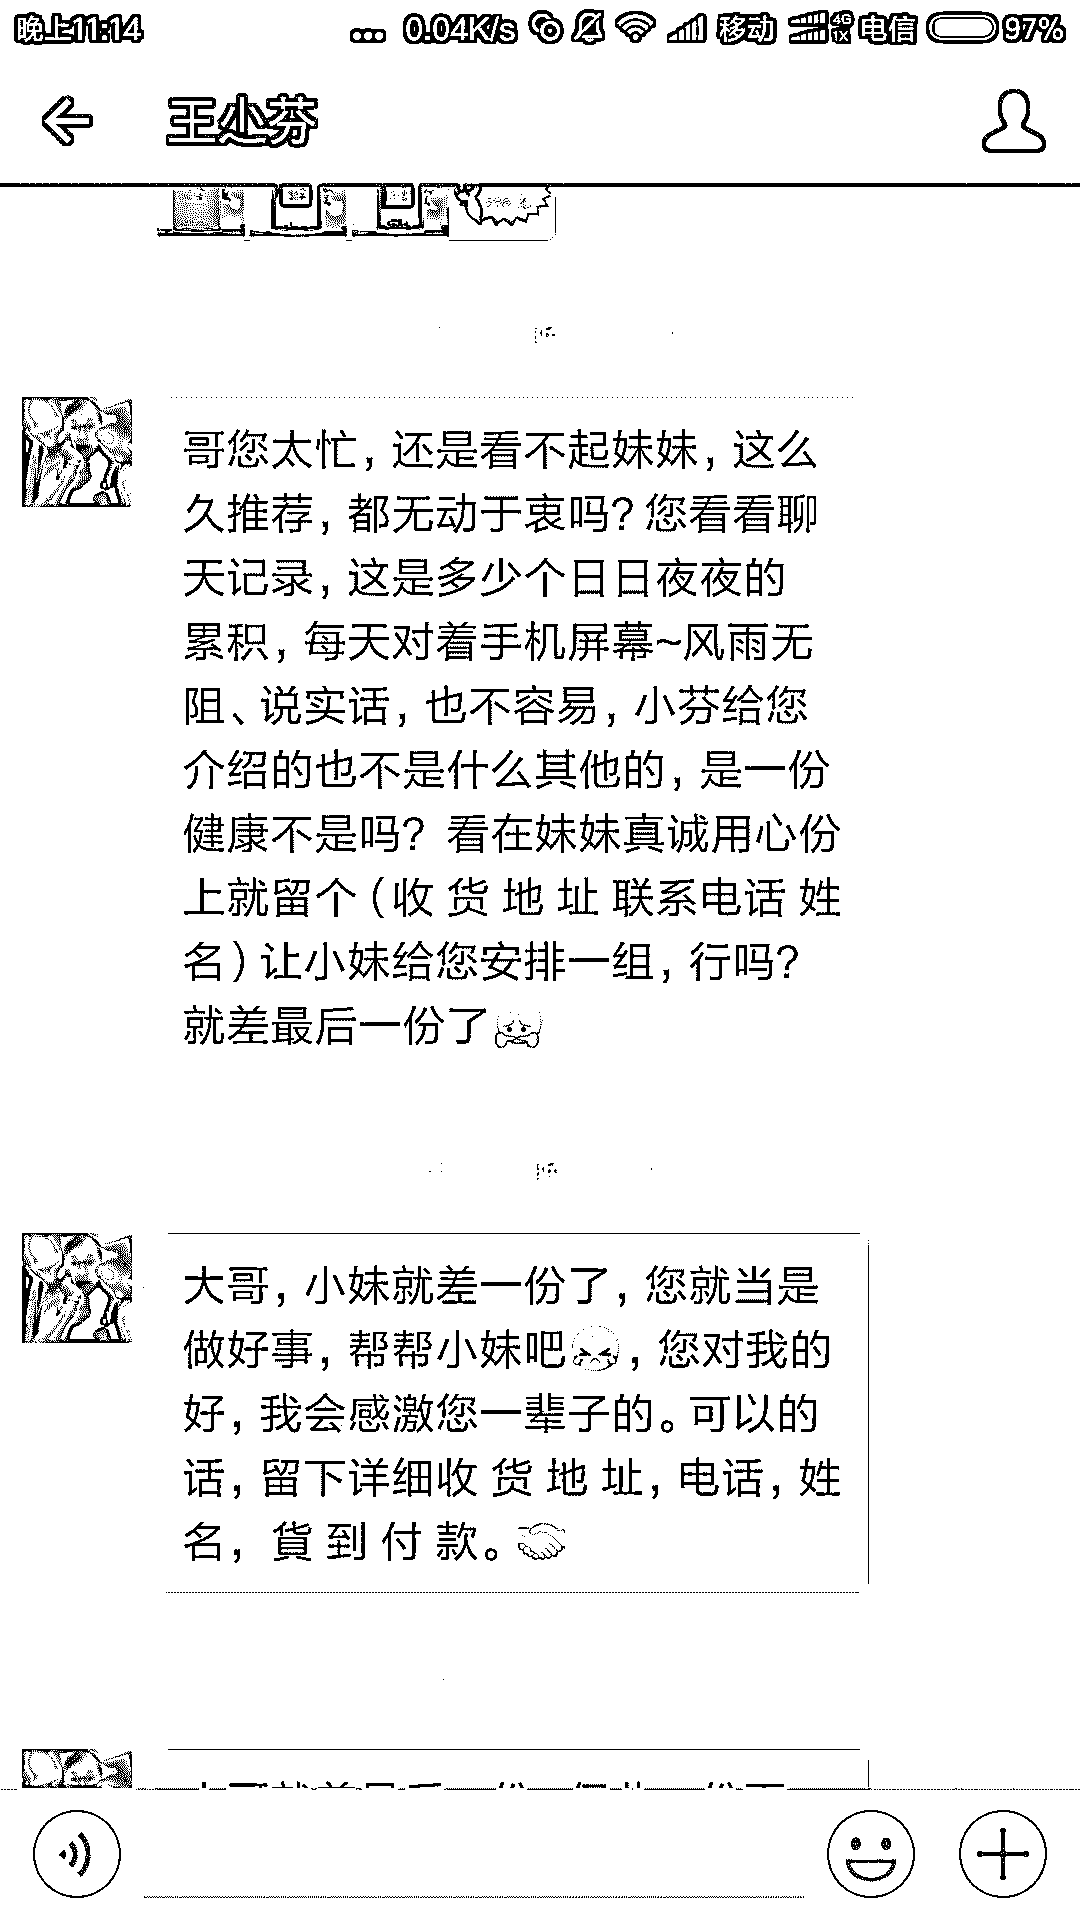 晚上11:14
... 0.04K/s 移动 4G 1X 电信 97%
王小芬
哥您太忙，还是看不起妹妹，这么
久推荐，都无动于衷吗？您看看聊
天记录，这是多少个日日夜夜的
累积，每天对着手机屏幕~风雨无
阻、说实话，也不容易，小芬给您
介绍的也不是什么其他的，是一份
健康不是吗？ 看在妹妹真诚用心份
上就留个（收 货 地 址 联系电话 姓
名）让小妹给您安排一组，行吗？
就差最后一份了
大哥，小妹就差一份了，您就当是
做好事，帮帮小妹吧，您对我的
好，我会感激您一辈子的。可以的
话，留下详细收 货 地 址，电话，姓
名， 貨 到 付 款。